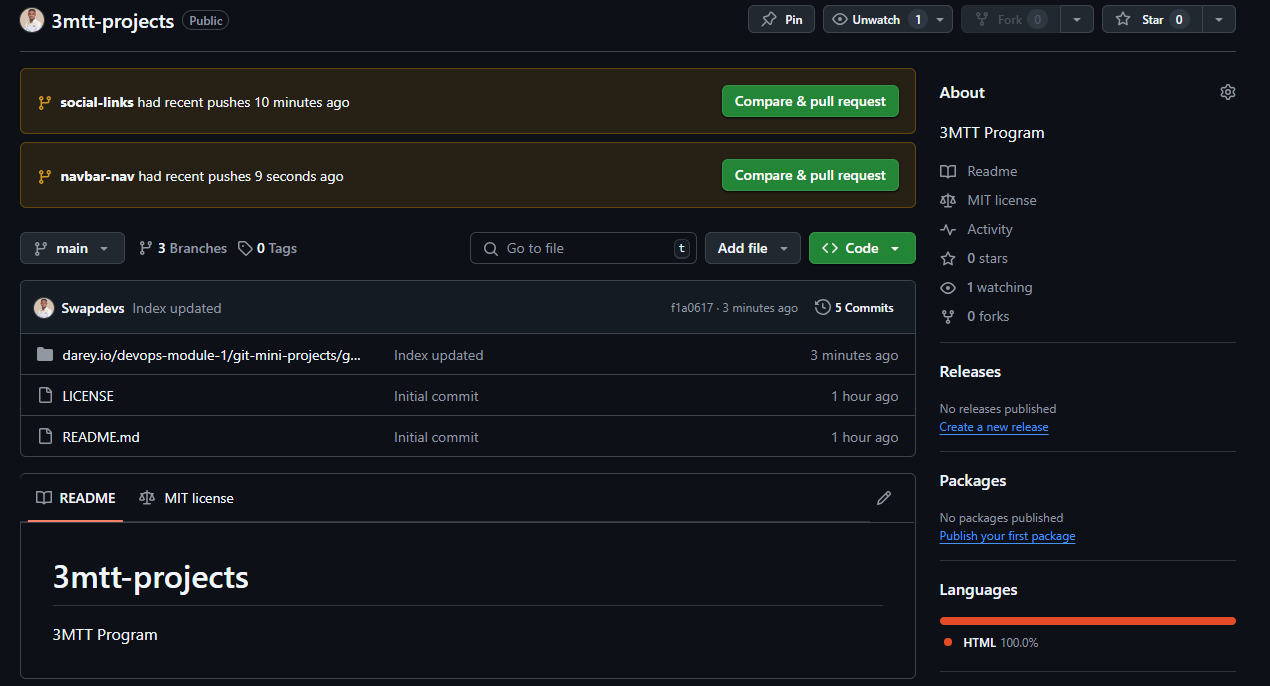 3mtt-projects Public Pin Unwatch 1 Fork 0 Star 0
social-links had recent pushes 10 minutes ago Compare & pull request
navbar-nav had recent pushes 9 seconds ago Compare & pull request
main 3 Branches 0 Tags Go to file t Add file Code
Swapdevs Index updated f1a0617 · 3 minutes ago 5 Commits
darey.io/devops-module-1/git-mini-projects/g... Index updated 3 minutes ago
LICENSE Initial commit 1 hour ago
README.md Initial commit 1 hour ago
README MIT license
3mtt-projects
3MTT Program
About
3MTT Program
Readme
MIT license
Activity
0 stars
1 watching
0 forks
Releases
No releases published
Create a new release
Packages
No packages published
Publish your first package
Languages
HTML 100.0%